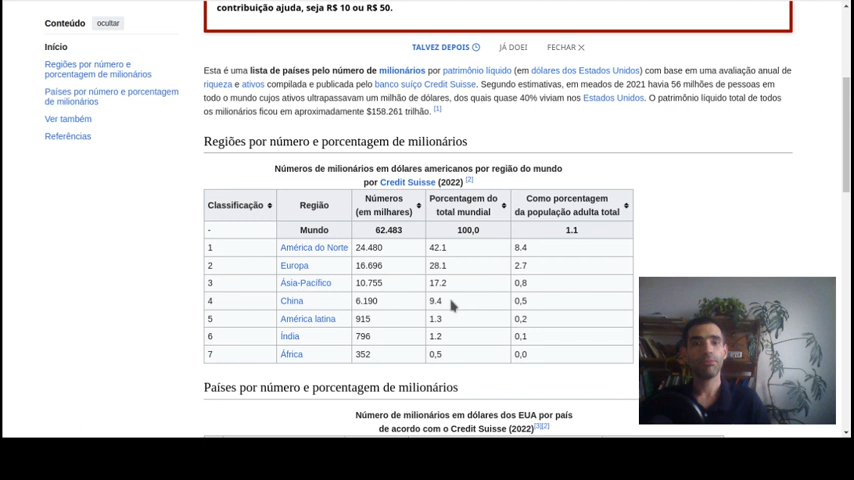 contribuição ajuda, seja R$ 10 ou R$ 50.
TALVEZ DEPOIS JÁ DOEI FECHAR
Conteúdo ocultar
Início
Regiões por número e
porcentagem de milionários
Países por número e porcentagem
de milionários
Ver também
Referências
Esta é uma lista de países pelo número de milionários por patrimônio líquido (em dólares dos Estados Unidos) com base em uma avaliação anual de
riqueza e ativos compilada e publicada pelo banco suíço Credit Suisse. Segundo estimativas, em meados de 2021 havia 56 milhões de pessoas em
todo o mundo cujos ativos ultrapassavam um milhão de dólares, dos quais quase 40% viviam nos Estados Unidos. O patrimônio líquido total de todos
os milionários ficou em aproximadamente $158.261 trilhão. [1]
Regiões por número e porcentagem de milionários
Números de milionários em dólares americanos por região do mundo
por Credit Suisse (2022) [2]
Classificação Região Números (em milhares) Porcentagem do total mundial Como porcentagem da população adulta total
- Mundo 62.483 100,0 1.1
1 América do Norte 24.480 42.1 8.4
2 Europa 16.696 28.1 2.7
3 Ásia-Pacífico 10.755 17.2 0,8
4 China 6.190 9.4 0,5
5 América latina 915 1.3 0,2
6 Índia 796 1.2 0,1
7 África 352 0,5 0,0
Países por número e porcentagem de milionários
Número de milionários em dólares dos EUA por país
de acordo com o Credit Suisse (2022)[3][2]